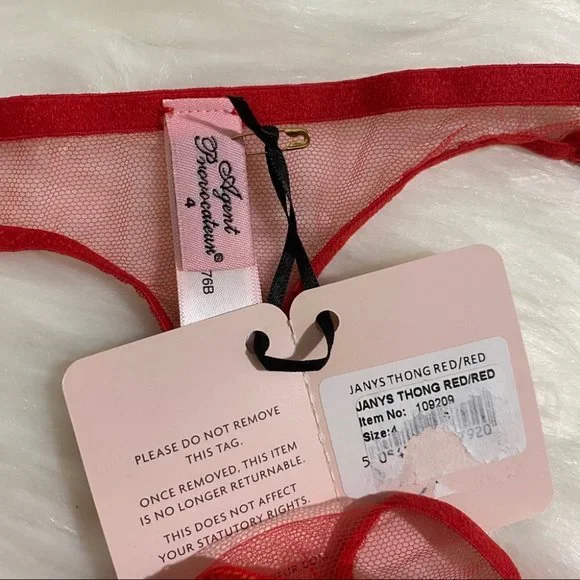 Agent
Provocateur®
4
76B
PLEASE DO NOT REMOVE
THIS TAG.
ONCE REMOVED, THIS ITEM
IS NO LONGER RETURNABLE.
THIS DOES NOT AFFECT
YOUR STATUTORY RIGHTS.
JANYS THONG RED/RED
JANYS THONG RED/RED
Item No: 109209
Size:4